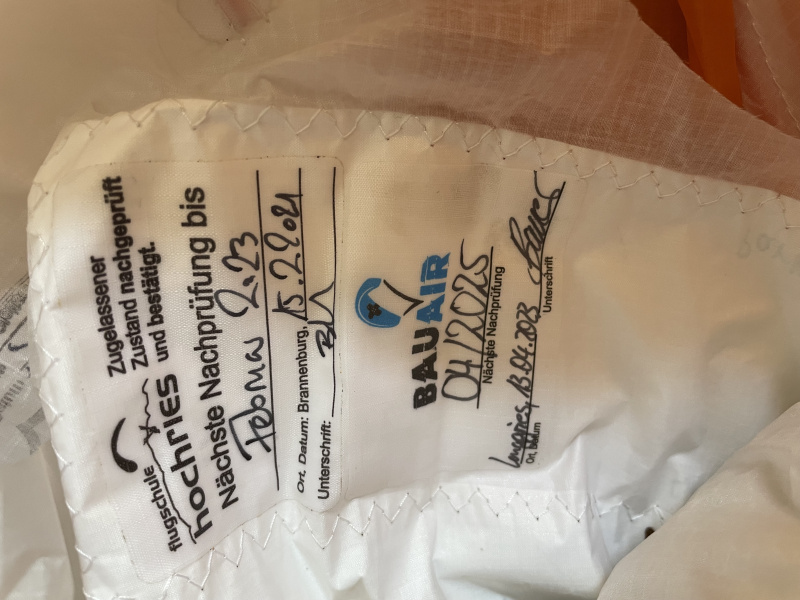 flugschule
hochries
Zugelassener
Zustand nachgeprüft
und bestätigt.
Nächste Nachprüfung bis
Februar 2.23
Ort, Datum: Brannenburg, 15.2.2021
Unterschrift:
BAUAIR
04/2025
Nächste Nachprüfung
13.04.2023
Ort, Datum
Unterschrift